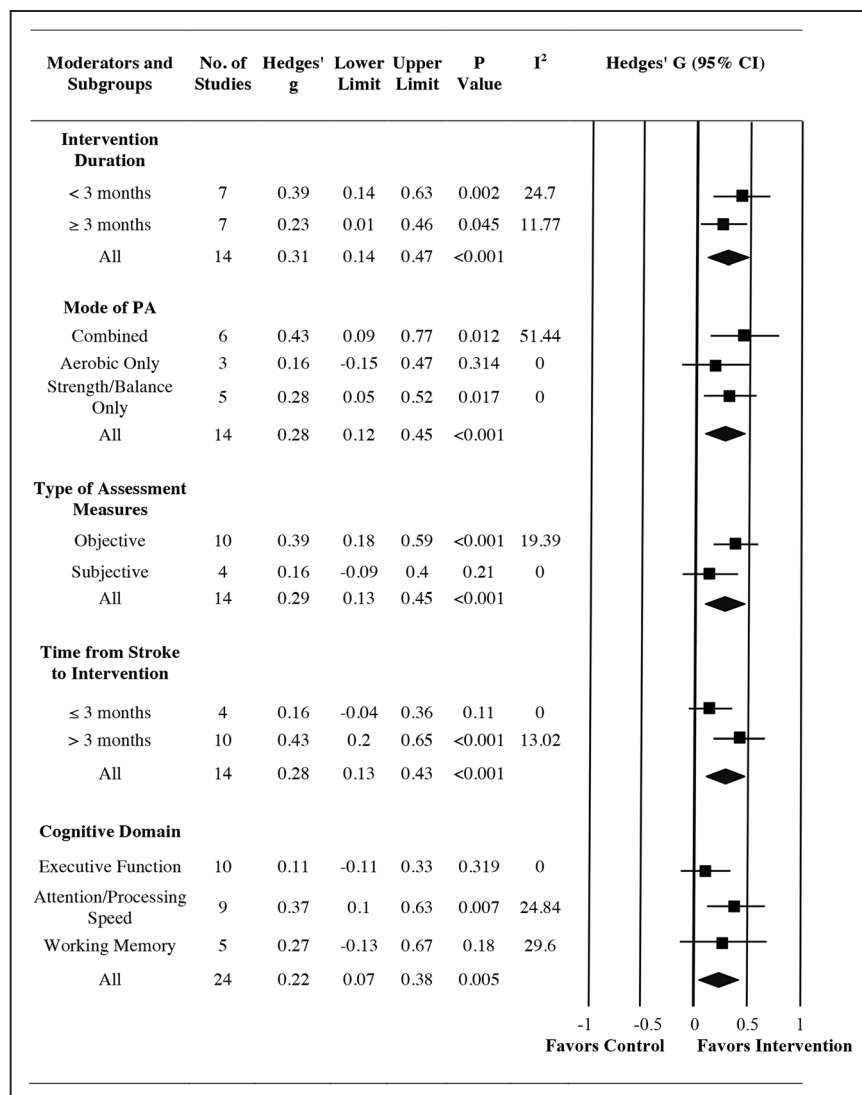 Moderators and Subgroups No. of Studies Hedges' g Lower Limit Upper Limit P Value I² Hedges' G (95% CI)
Intervention Duration
< 3 months 7 0.39 0.14 0.63 0.002 24.7
≥ 3 months 7 0.23 0.01 0.46 0.045 11.77
All 14 0.31 0.14 0.47 <0.001
Mode of PA
Combined 6 0.43 0.09 0.77 0.012 51.44
Aerobic Only 3 0.16 -0.15 0.47 0.314 0
Strength/Balance Only 5 0.28 0.05 0.52 0.017 0
All 14 0.28 0.12 0.45 <0.001
Type of Assessment Measures
Objective 10 0.39 0.18 0.59 <0.001 19.39
Subjective 4 0.16 -0.09 0.4 0.21 0
All 14 0.29 0.13 0.45 <0.001
Time from Stroke to Intervention
≤ 3 months 4 0.16 -0.04 0.36 0.11 0
> 3 months 10 0.43 0.2 0.65 <0.001 13.02
All 14 0.28 0.13 0.43 <0.001
Cognitive Domain
Executive Function 10 0.11 -0.11 0.33 0.319 0
Attention/Processing Speed 9 0.37 0.1 0.63 0.007 24.84
Working Memory 5 0.27 -0.13 0.67 0.18 29.6
All 24 0.22 0.07 0.38 0.005
-1 -0.5 0 0.5 1
Favors Control Favors Intervention